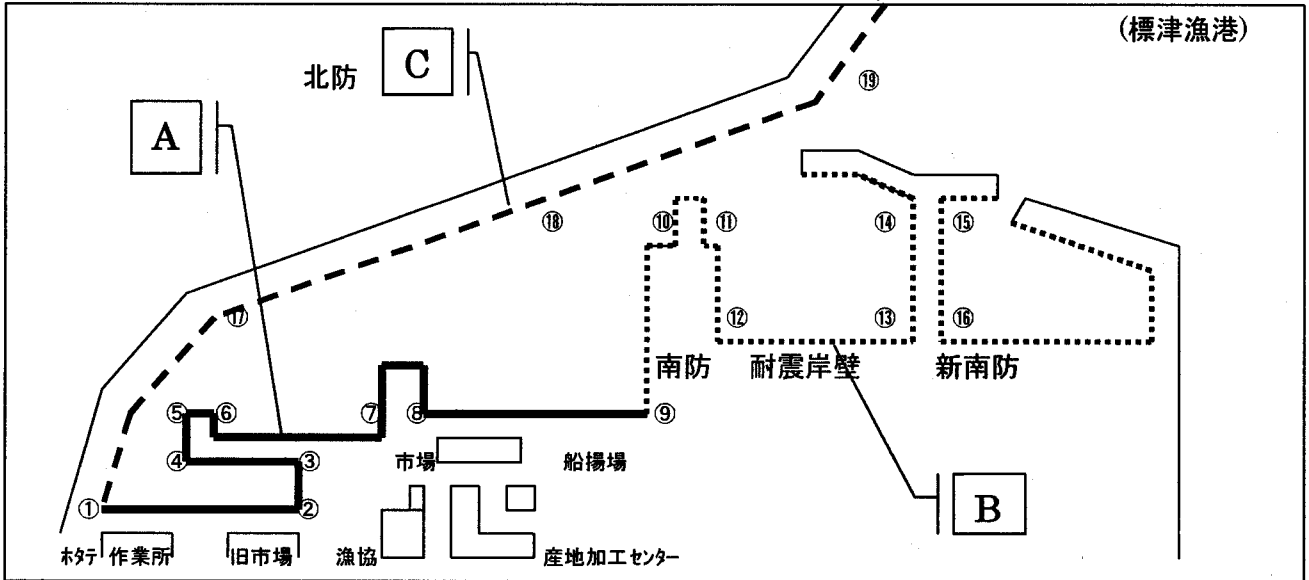 (標津漁港)
C
北防
⑲
A
⑱
⑩
⑪
⑭
⑮
⑰
⑫
⑬
⑯
南防
耐震岸壁
新南防
⑤
⑥
⑦
⑧
⑨
④
③
市場
船揚場
①
②
B
ホタテ作業所
旧市場
漁協
産地加工センター